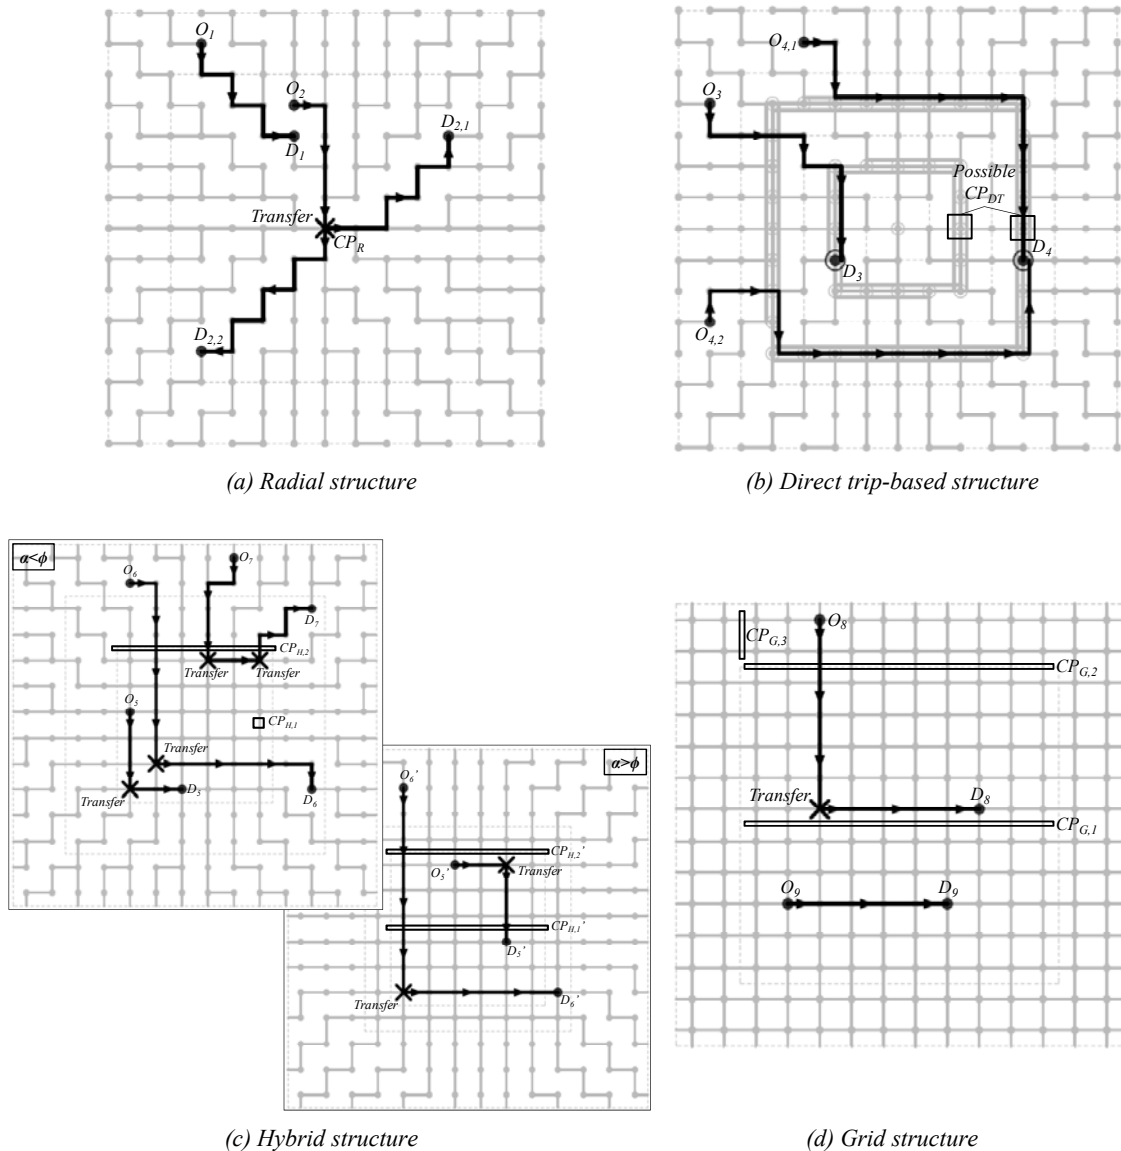 O1
O2
D2,1
D1
Transfer
CPR
D2,2
(a) Radial structure
O4,1
O3
Possible
CPDT
D4
D3
O4,2
(b) Direct trip-based structure
α<ϕ
O7
O6
D7
CPH,2
Transfer
Transfer
O5
CPH,1
Transfer
Transfer
D5
D6
α>ϕ
O6'
CPH,2'
O5'
Transfer
CPH,1'
D5'
Transfer
D6'
(c) Hybrid structure
O8
CPG,3
CPG,2
Transfer
D8
CPG,1
O9
D9
(d) Grid structure